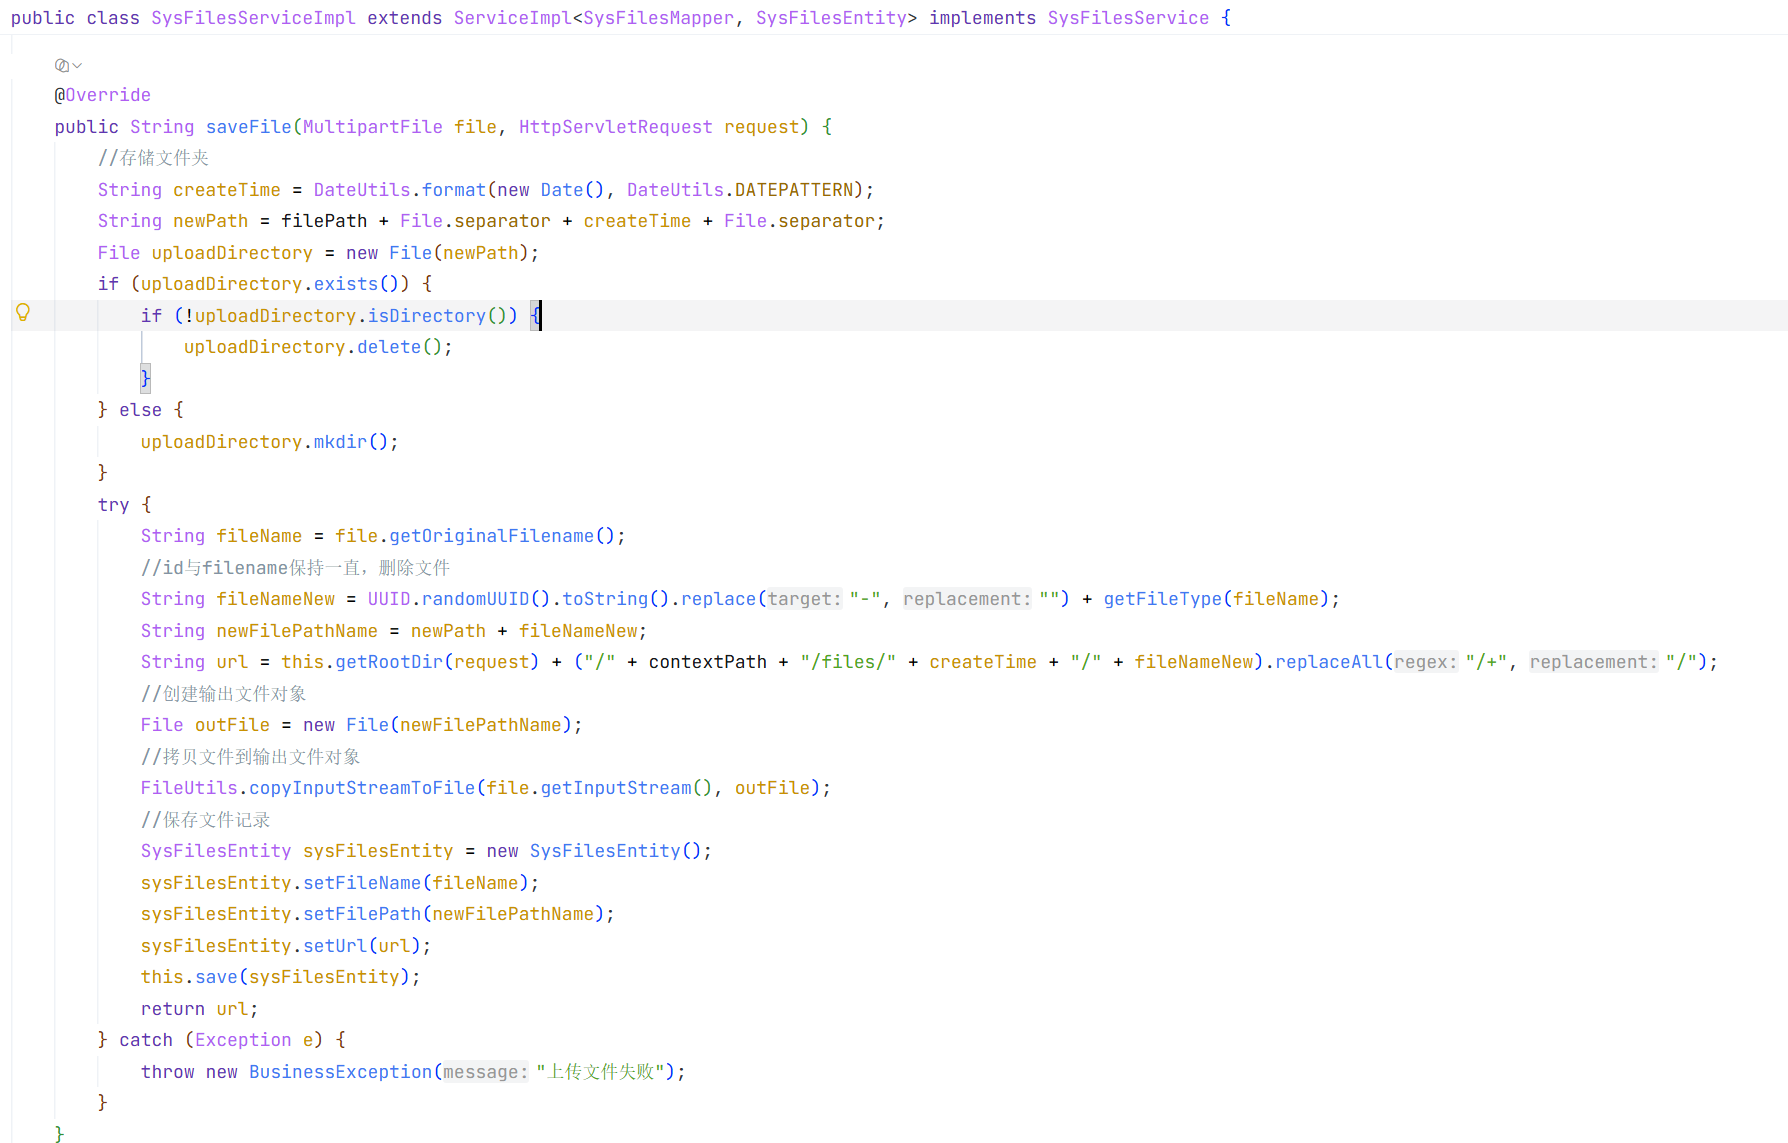 public class SysFilesServiceImpl extends ServiceImpl<SysFilesMapper, SysFilesEntity> implements SysFilesService {
@Override
public String saveFile(MultipartFile file, HttpServletRequest request) {
//存储文件夹
String createTime = DateUtils.format(new Date(), DateUtils.DATEPATTERN);
String newPath = filePath + File.separator + createTime + File.separator;
File uploadDirectory = new File(newPath);
if (uploadDirectory.exists()) {
if (!uploadDirectory.isDirectory()) {
uploadDirectory.delete();
}
} else {
uploadDirectory.mkdir();
}
try {
String fileName = file.getOriginalFilename();
//id与filename保持一直，删除文件
String fileNameNew = UUID.randomUUID().toString().replace(target: "-", replacement: "") + getFileType(fileName);
String newFilePathName = newPath + fileNameNew;
String url = this.getRootDir(request) + ("/" + contextPath + "/files/" + createTime + "/" + fileNameNew).replaceAll(regex: "/+", replacement: "/");
//创建输出文件对象
File outFile = new File(newFilePathName);
//拷贝文件到输出文件对象
FileUtils.copyInputStreamToFile(file.getInputStream(), outFile);
//保存文件记录
SysFilesEntity sysFilesEntity = new SysFilesEntity();
sysFilesEntity.setFileName(fileName);
sysFilesEntity.setFilePath(newFilePathName);
sysFilesEntity.setUrl(url);
this.save(sysFilesEntity);
return url;
} catch (Exception e) {
throw new BusinessException(message: "上传文件失败");
}
}